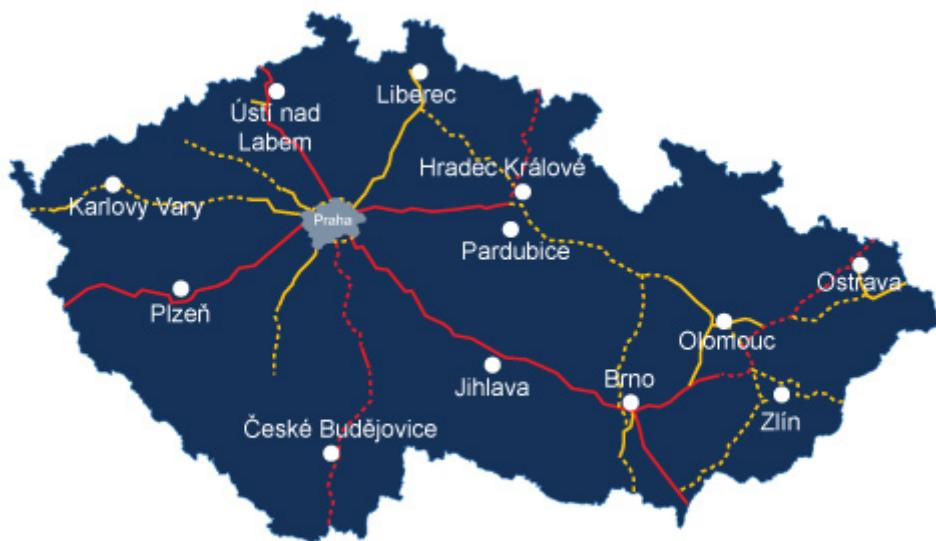 Liberec
Ústí nad
Labem
Hradec Králové
Karlovy Vary
Praha
Pardubice
Ostrava
Plzeň
Olomouc
Jihlava
Brno
Zlín
České Budějovice